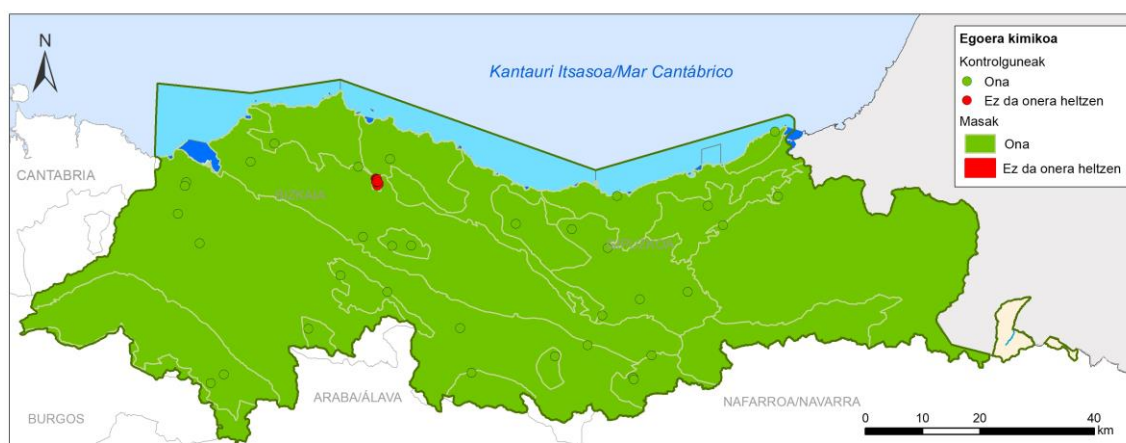 N
Kantauri Itsasoa/Mar Cantábrico
Egoera kimikoa
Kontrolguneak
Ona
Ez da onera heltzen
Masak
Ona
Ez da onera heltzen
CANTABRIA
BIZKAIA
GIPUZKOA
ARABA/ÁLAVA
NAFARROA/NAVARRA
BURGOS
0 10 20 40
km